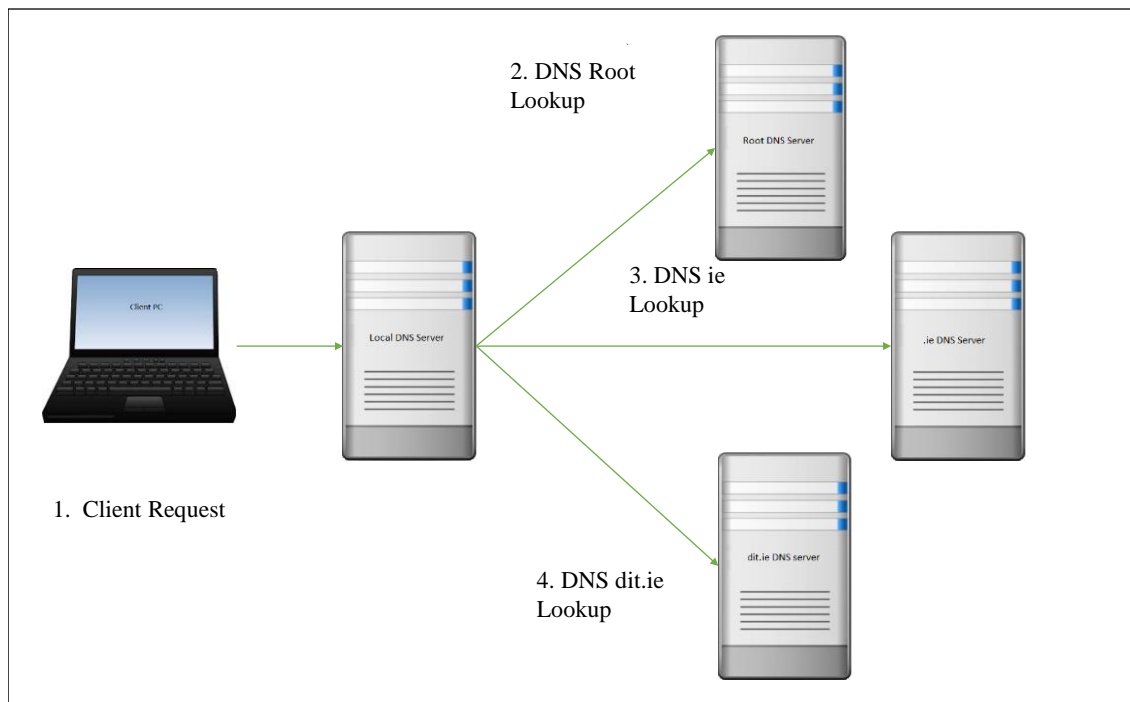 2. DNS Root
Lookup
Root DNS Server
3. DNS ie
Lookup
Client PC
Local DNS Server
.ie DNS Server
1. Client Request
dit.ie DNS server
4. DNS dit.ie
Lookup